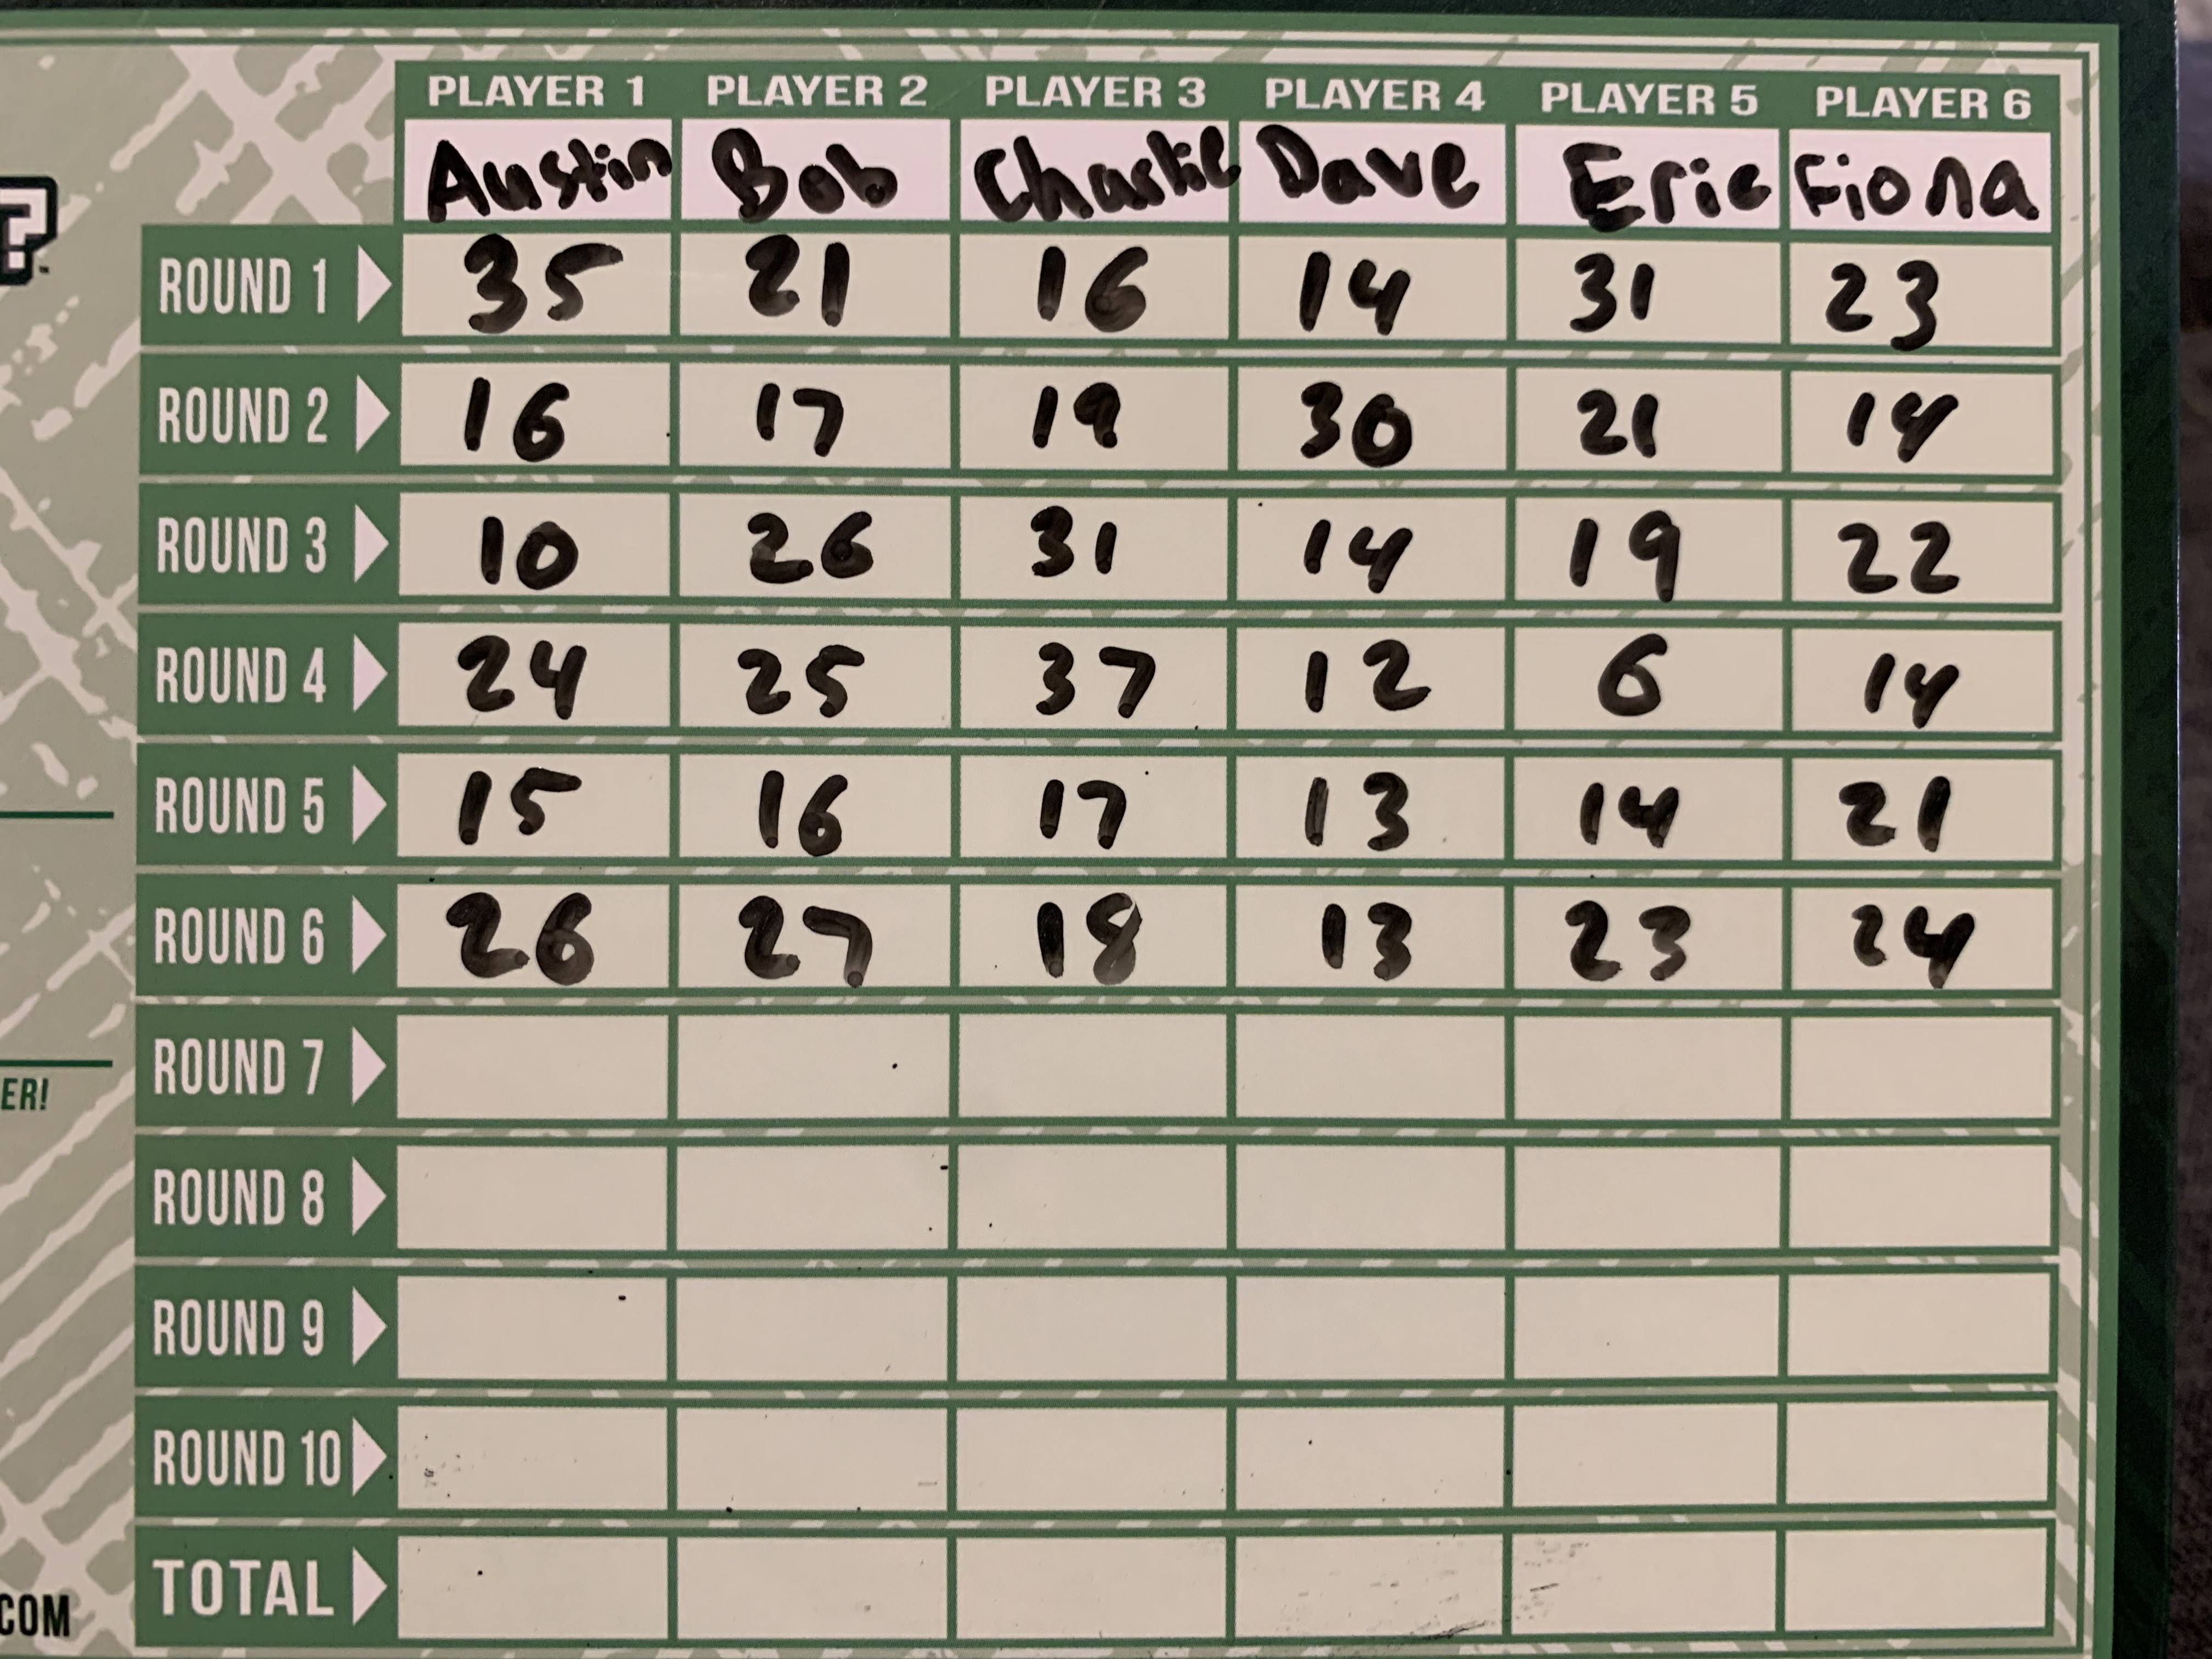 PLAYER 1 PLAYER 2 PLAYER 3 PLAYER 4 PLAYER 5 PLAYER 6
Austin Bob Charlie Dave Eric Fiona
ROUND 1 35 21 16 14 31 23
ROUND 2 16 17 19 30 21 14
ROUND 3 10 26 31 14 19 22
ROUND 4 24 25 37 12 6 14
ROUND 5 15 16 17 13 14 21
ROUND 6 26 27 18 13 23 24
ROUND 7
ER!
ROUND 8
ROUND 9
ROUND 10
TOTAL
COM